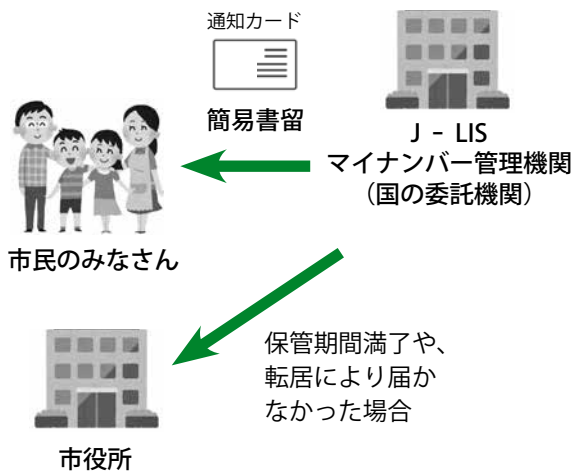 通知カード
簡易書留
J - LIS
マイナンバー管理機関
（国の委託機関）
市民のみなさん
保管期間満了や、
転居により届か
なかった場合
市役所